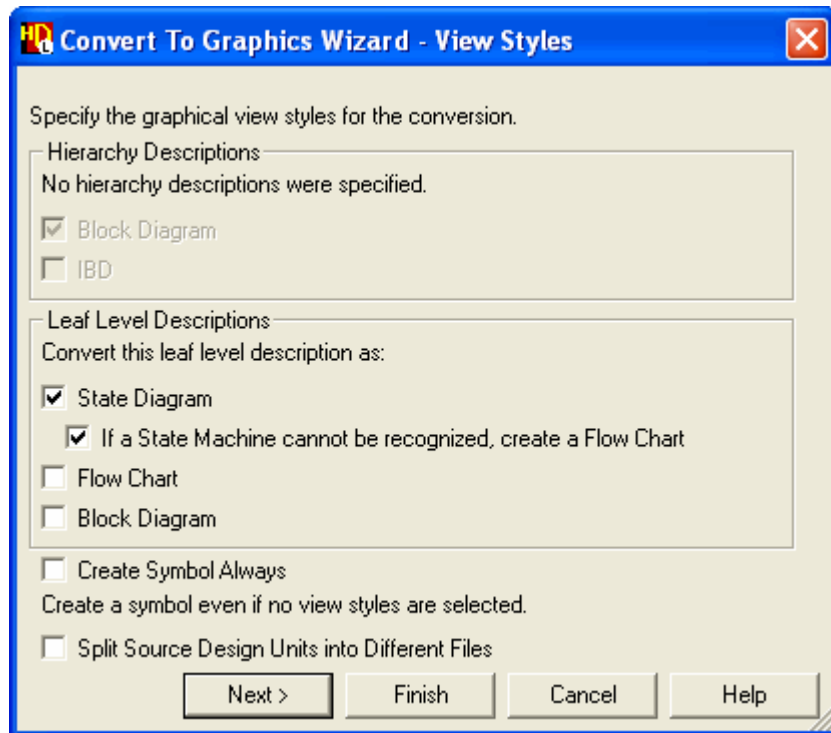 HDL Convert To Graphics Wizard - View Styles
Specify the graphical view styles for the conversion.
Hierarchy Descriptions
No hierarchy descriptions were specified.
Block Diagram
IBD
Leaf Level Descriptions
Convert this leaf level description as:
State Diagram
If a State Machine cannot be recognized, create a Flow Chart
Flow Chart
Block Diagram
Create Symbol Always
Create a symbol even if no view styles are selected.
Split Source Design Units into Different Files
Next > Finish Cancel Help